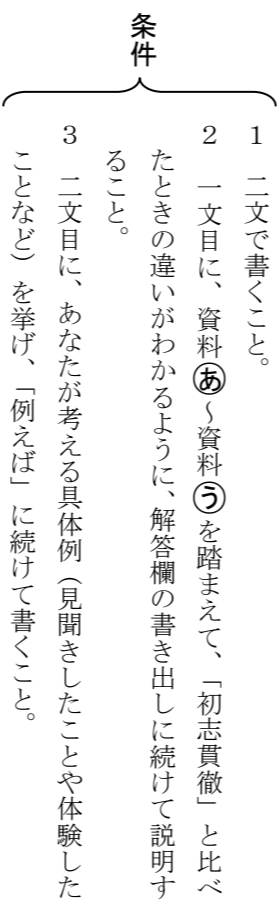 条件
1　二文で書くこと。
2　一文目に、資料あ〜資料うを踏まえて、「初志貫徹」と比べ
たときの違いがわかるように、解答欄の書き出しに続けて説明す
ること。
3　二文目に、あなたが考える具体例（見聞きしたことや体験した
ことなど）を挙げ、「例えば」に続けて書くこと。